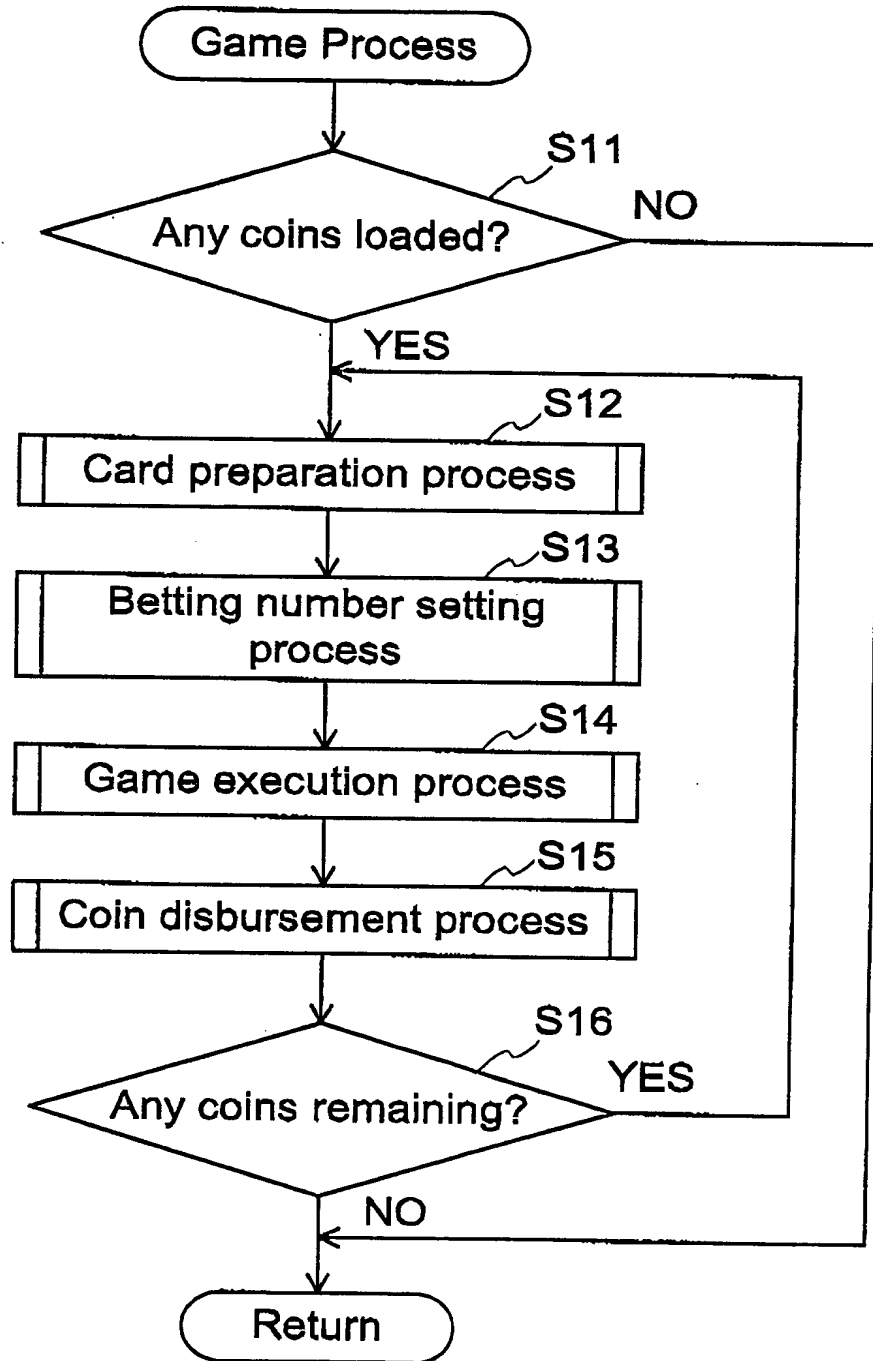 Game Process
S11
NO
Any coins loaded?
YES
S12
Card preparation process
S13
Betting number setting
process
S14
Game execution process
S15
Coin disbursement process
S16
YES
Any coins remaining?
NO
Return